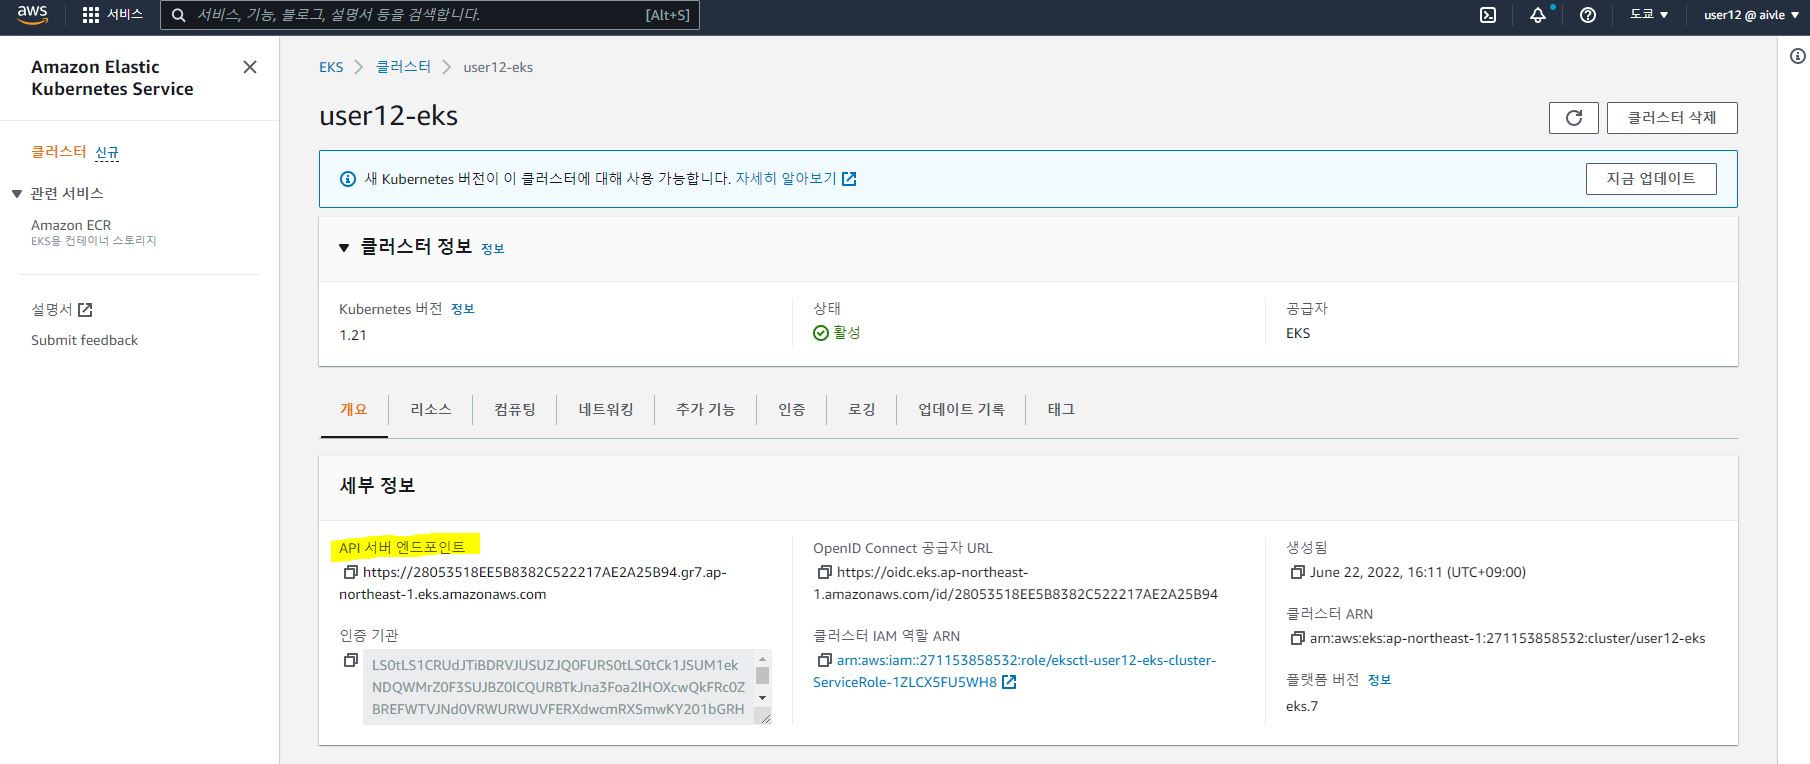 aws
서비스
서비스, 기능, 블로그, 설명서 등을 검색합니다.
[Alt+S]
도쿄
user12 @ aivle
Amazon Elastic
Kubernetes Service
클러스터 신규
관련 서비스
Amazon ECR
EKS용 컨테이너 스토리지
설명서
Submit feedback
EKS
클러스터
user12-eks
user12-eks
클러스터 삭제
새 Kubernetes 버전이 이 클러스터에 대해 사용 가능합니다. 자세히 알아보기
지금 업데이트
클러스터 정보 정보
Kubernetes 버전 정보
1.21
상태
활성
공급자
EKS
개요
리소스
컴퓨팅
네트워킹
추가 기능
인증
로깅
업데이트 기록
태그
세부 정보
API 서버 엔드포인트
https://28053518EE5B8382C522217AE2A25B94.gr7.ap-
northeast-1.eks.amazonaws.com
인증 기관
LS0tLS1CRUdJTiBDRVJUSUZJQ0FURS0tLS0tCk1JSUM1ek
NDQWMrZ0F3SUJBZ0lCQURBTkJna3Foa2lHOXcwQkFRc0Z
BREFWTVJNd0VRWURWUVFERXdwcmRXSmwKY201bGRH
OpenID Connect 공급자 URL
https://oidc.eks.ap-northeast-
1.amazonaws.com/id/28053518EE5B8382C522217AE2A25B94
클러스터 IAM 역할 ARN
arn:aws:iam::271153858532:role/eksctl-user12-eks-cluster-
ServiceRole-1ZLCX5FU5WH8
생성됨
June 22, 2022, 16:11 (UTC+09:00)
클러스터 ARN
arn:aws:eks:ap-northeast-1:271153858532:cluster/user12-eks
플랫폼 버전 정보
eks.7